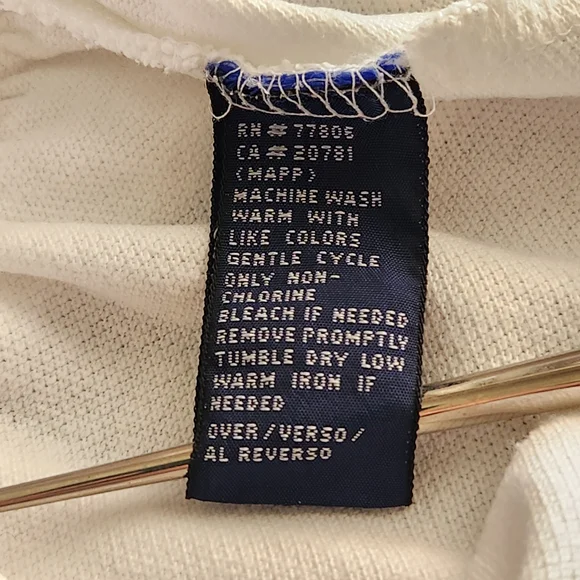 RN # 77806
CA # 20781
(MAPP)
MACHINE WASH
WARM WITH
LIKE COLORS
GENTLE CYCLE
ONLY NON-
CHLORINE
BLEACH IF NEEDED
REMOVE PROMPTLY
TUMBLE DRY LOW
WARM IRON IF
NEEDED
OVER/VERSO/
AL REVERSO